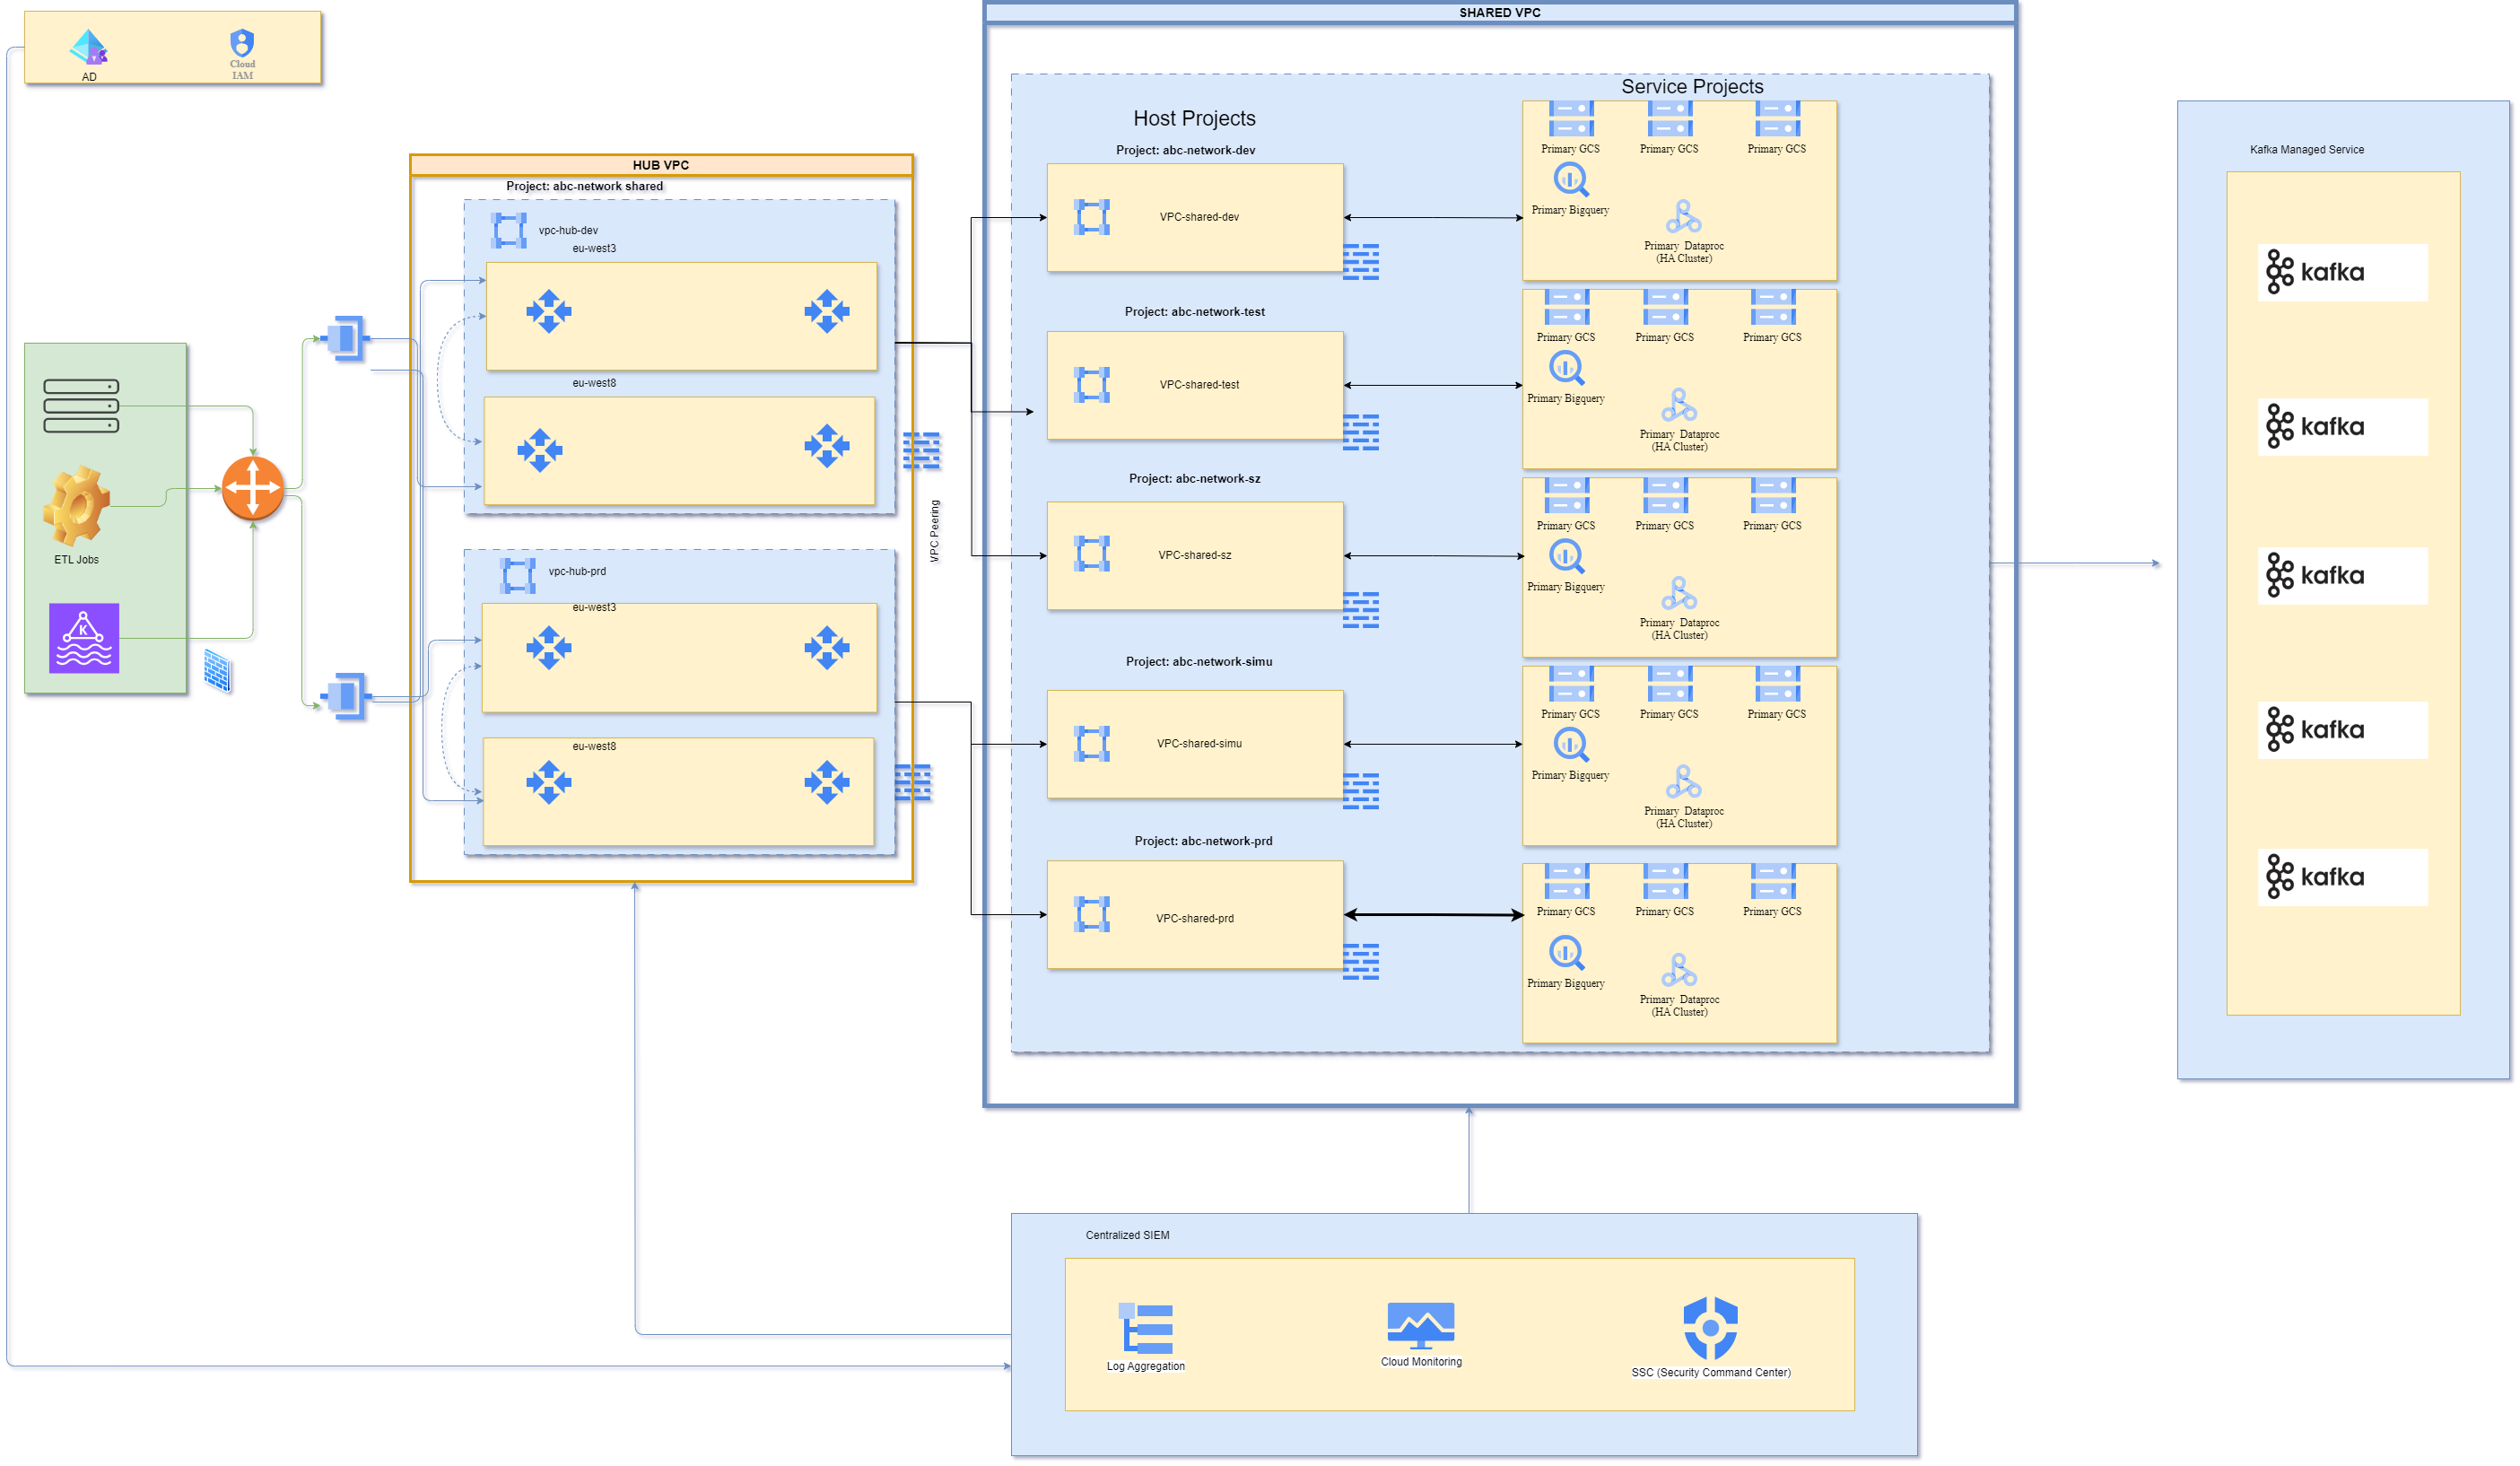 AD
Cloud
IAM
ETL Jobs
K
HUB VPC
Project: abc-network shared
vpc-hub-dev
eu-west3
eu-west8
vpc-hub-prd
eu-west3
eu-west8
VPC Peering
SHARED VPC
Host Projects
Service Projects
Project: abc-network-dev
VPC-shared-dev
Primary GCS
Primary GCS
Primary GCS
Primary Bigquery
Primary Dataproc
(HA Cluster)
Project: abc-network-test
VPC-shared-test
Primary GCS
Primary GCS
Primary GCS
Primary Bigquery
Primary Dataproc
(HA Cluster)
Project: abc-network-sz
VPC-shared-sz
Primary GCS
Primary GCS
Primary GCS
Primary Bigquery
Primary Dataproc
(HA Cluster)
Project: abc-network-simu
VPC-shared-simu
Primary GCS
Primary GCS
Primary GCS
Primary Bigquery
Primary Dataproc
(HA Cluster)
Project: abc-network-prd
VPC-shared-prd
Primary GCS
Primary GCS
Primary GCS
Primary Bigquery
Primary Dataproc
(HA Cluster)
Kafka Managed Service
kafka
kafka
kafka
kafka
kafka
Centralized SIEM
Log Aggregation
Cloud Monitoring
SSC (Security Command Center)